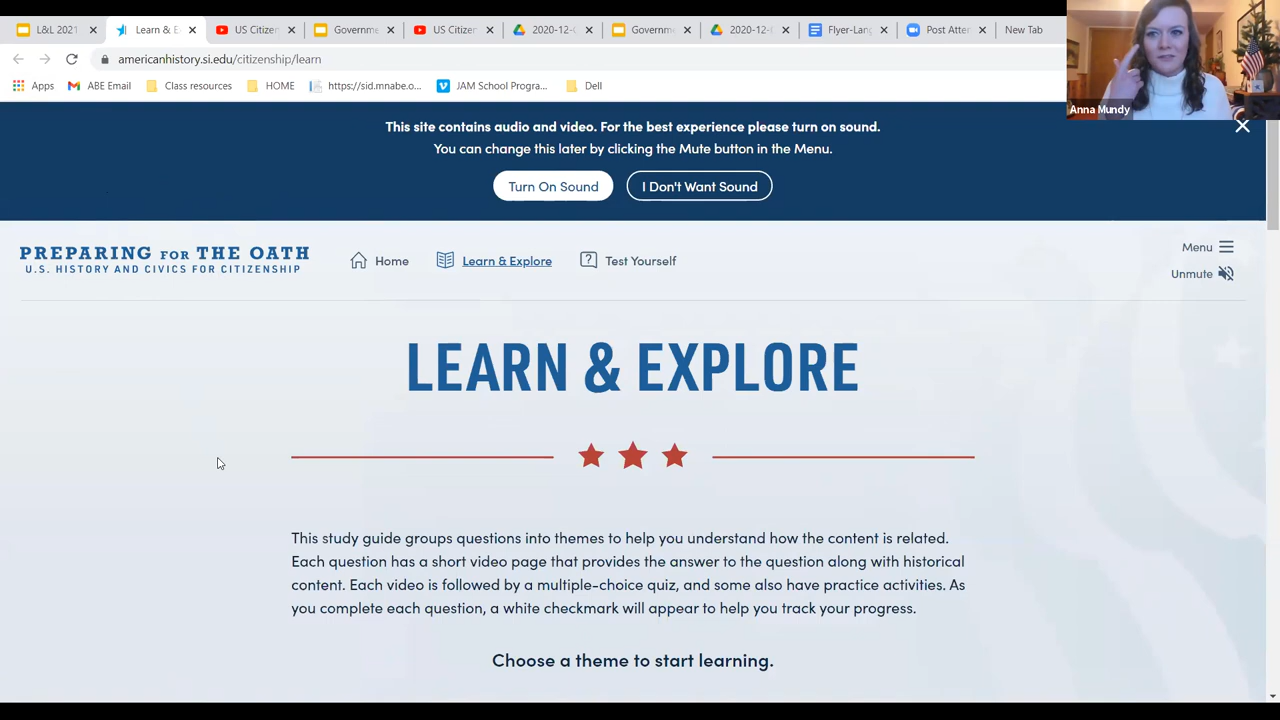 L&L 2021
Learn & E
US Citizen
Governme
US Citizen
2020-12-
Governme
2020-12-
Flyer-Lang
Post Atten
New Tab
americanhistory.si.edu/citizenship/learn
Apps
ABE Email
Class resources
HOME
https://sid.mnabe.o...
JAM School Progra...
Dell
Anna Mundy
This site contains audio and video. For the best experience please turn on sound.
You can change this later by clicking the Mute button in the Menu.
Turn On Sound
I Don't Want Sound
PREPARING FOR THE OATH
U.S. HISTORY AND CIVICS FOR CITIZENSHIP
Home
Learn & Explore
Test Yourself
Menu
Unmute
LEARN & EXPLORE
This study guide groups questions into themes to help you understand how the content is related.
Each question has a short video page that provides the answer to the question along with historical
content. Each video is followed by a multiple-choice quiz, and some also have practice activities. As
you complete each question, a white checkmark will appear to help you track your progress.
Choose a theme to start learning.